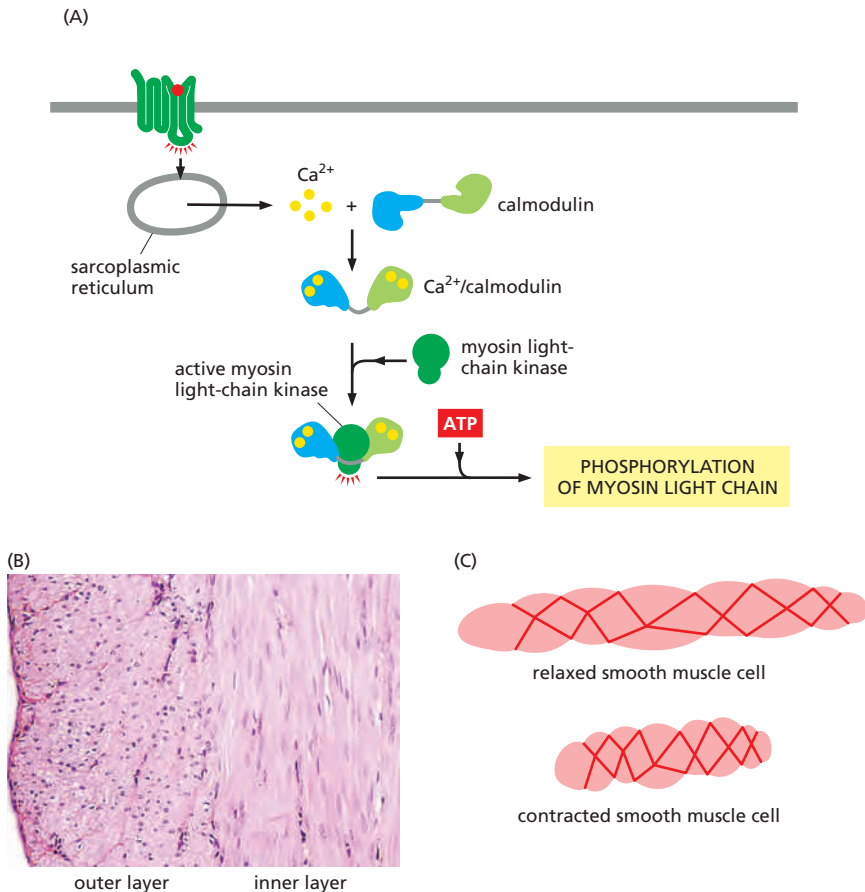 (A)
Ca2+
+
calmodulin
sarcoplasmic
reticulum
Ca2+/calmodulin
myosin light-
chain kinase
active myosin
light-chain kinase
ATP
PHOSPHORYLATION
OF MYOSIN LIGHT CHAIN
(B)
outer layer
inner layer
(C)
relaxed smooth muscle cell
contracted smooth muscle cell